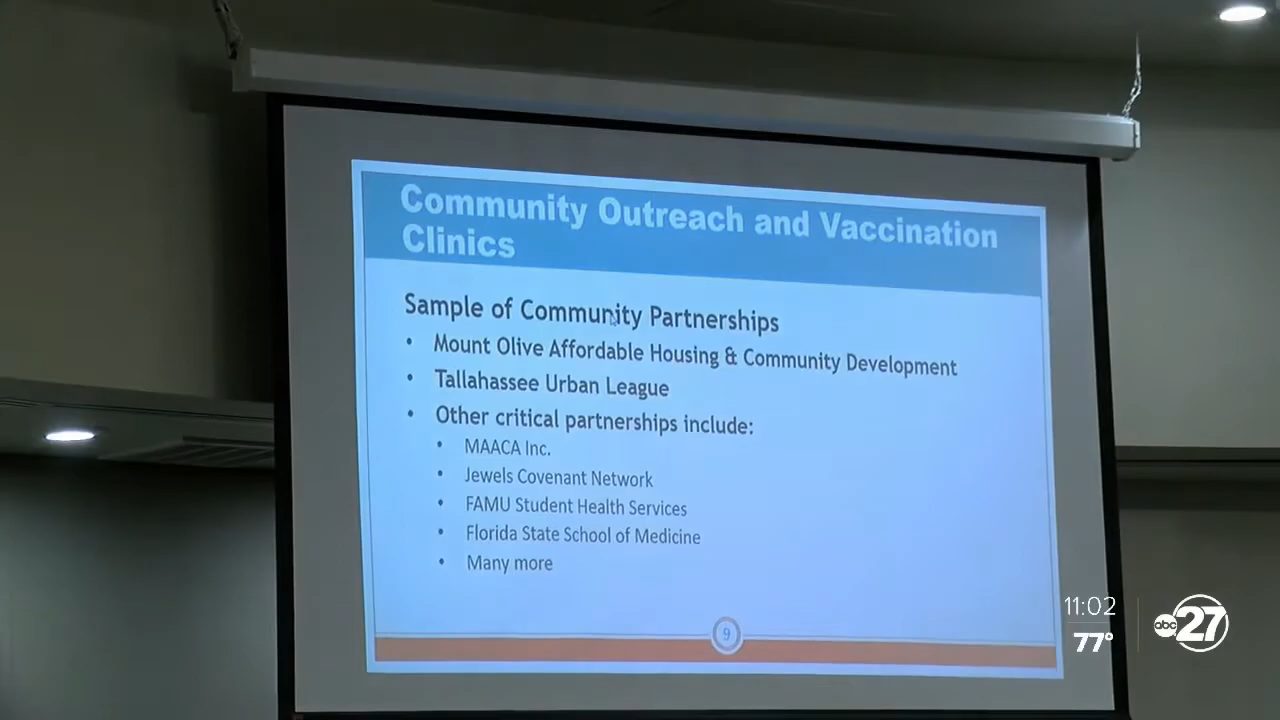 Community Outreach and Vaccination
Clinics
Sample of Community Partnerships
• Mount Olive Affordable Housing & Community Development
• Tallahassee Urban League
• Other critical partnerships include:
• MAACA Inc.
• Jewels Covenant Network
• FAMU Student Health Services
• Florida State School of Medicine
• Many more
9
11:02
77°
abc 27